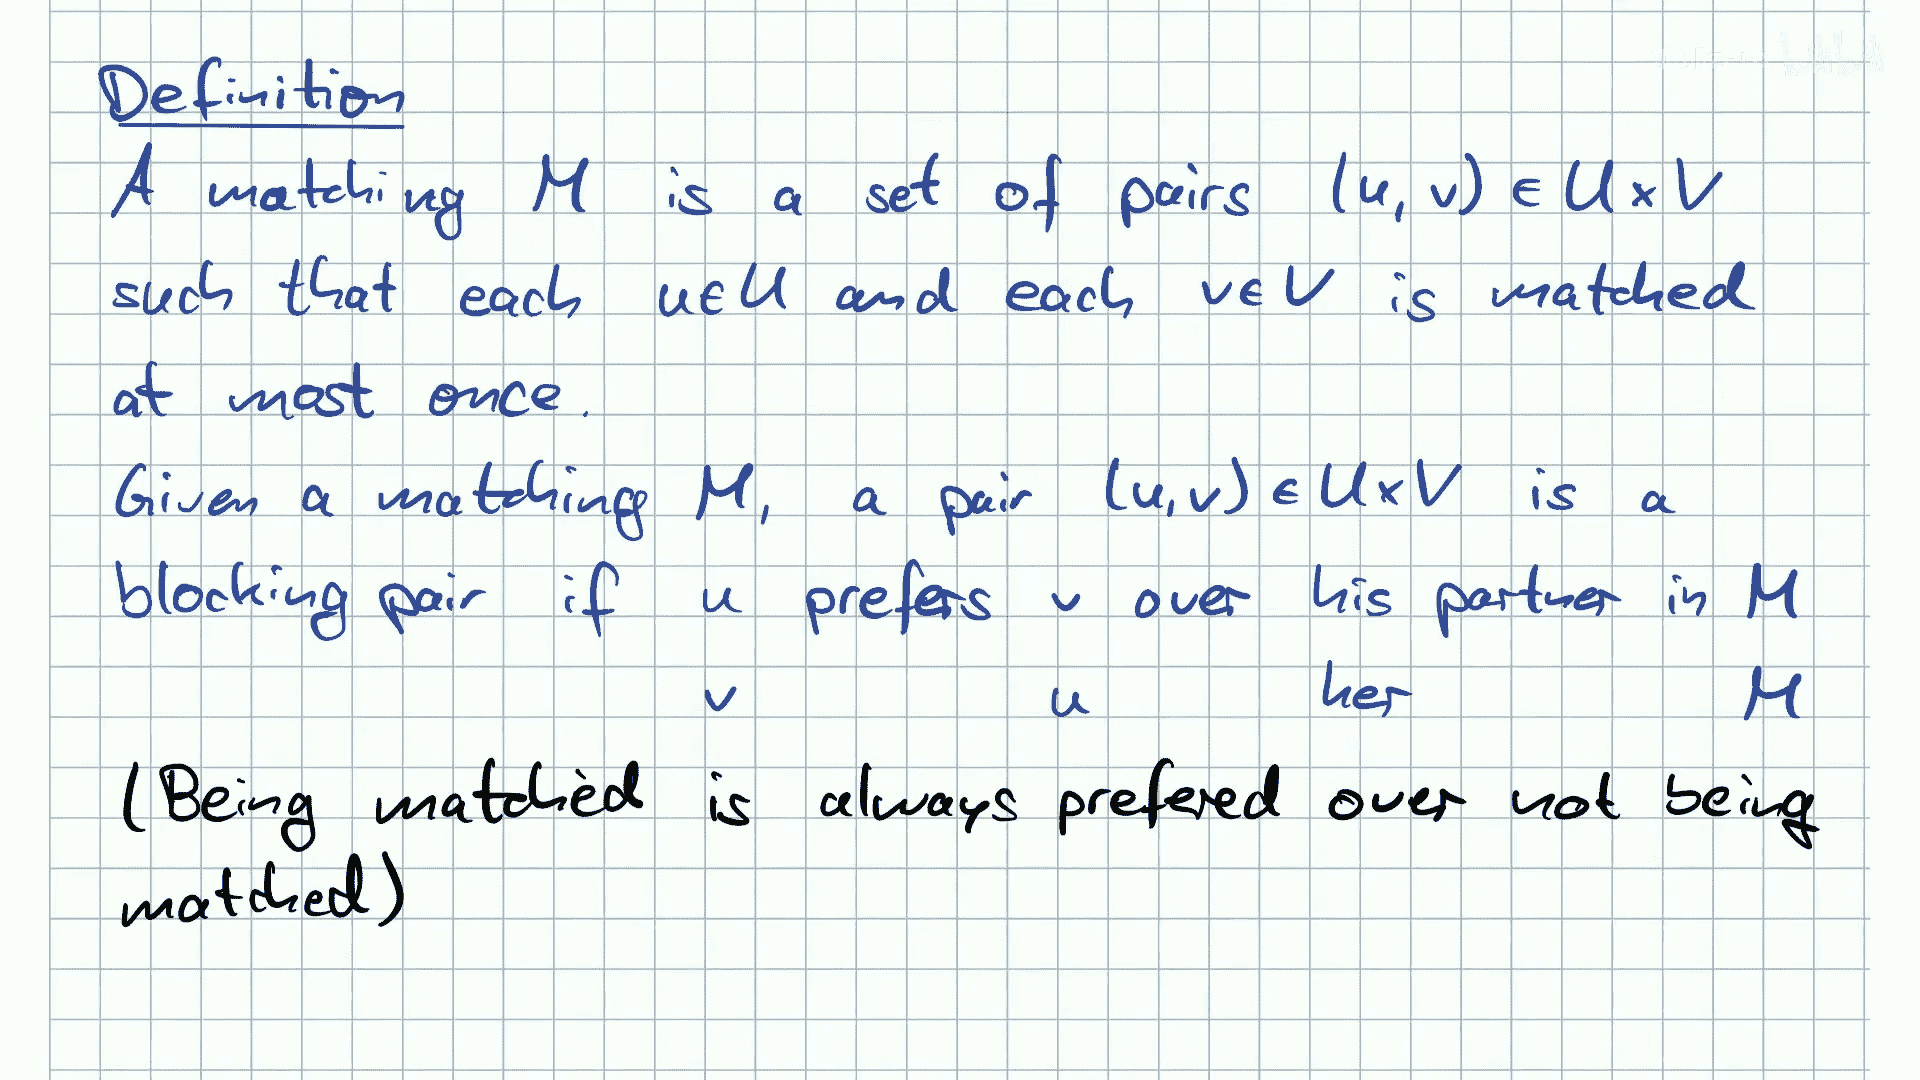 Definition
A matching M is a set of pairs (u, v) ∈ U × V
such that each u ∈ U and each v ∈ V is matched
at most once.
Given a matching M, a pair (u, v) ∈ U × V is a
blocking pair if u prefers v over his partner in M
v u her M
(Being matched is always prefered over not being
matched)